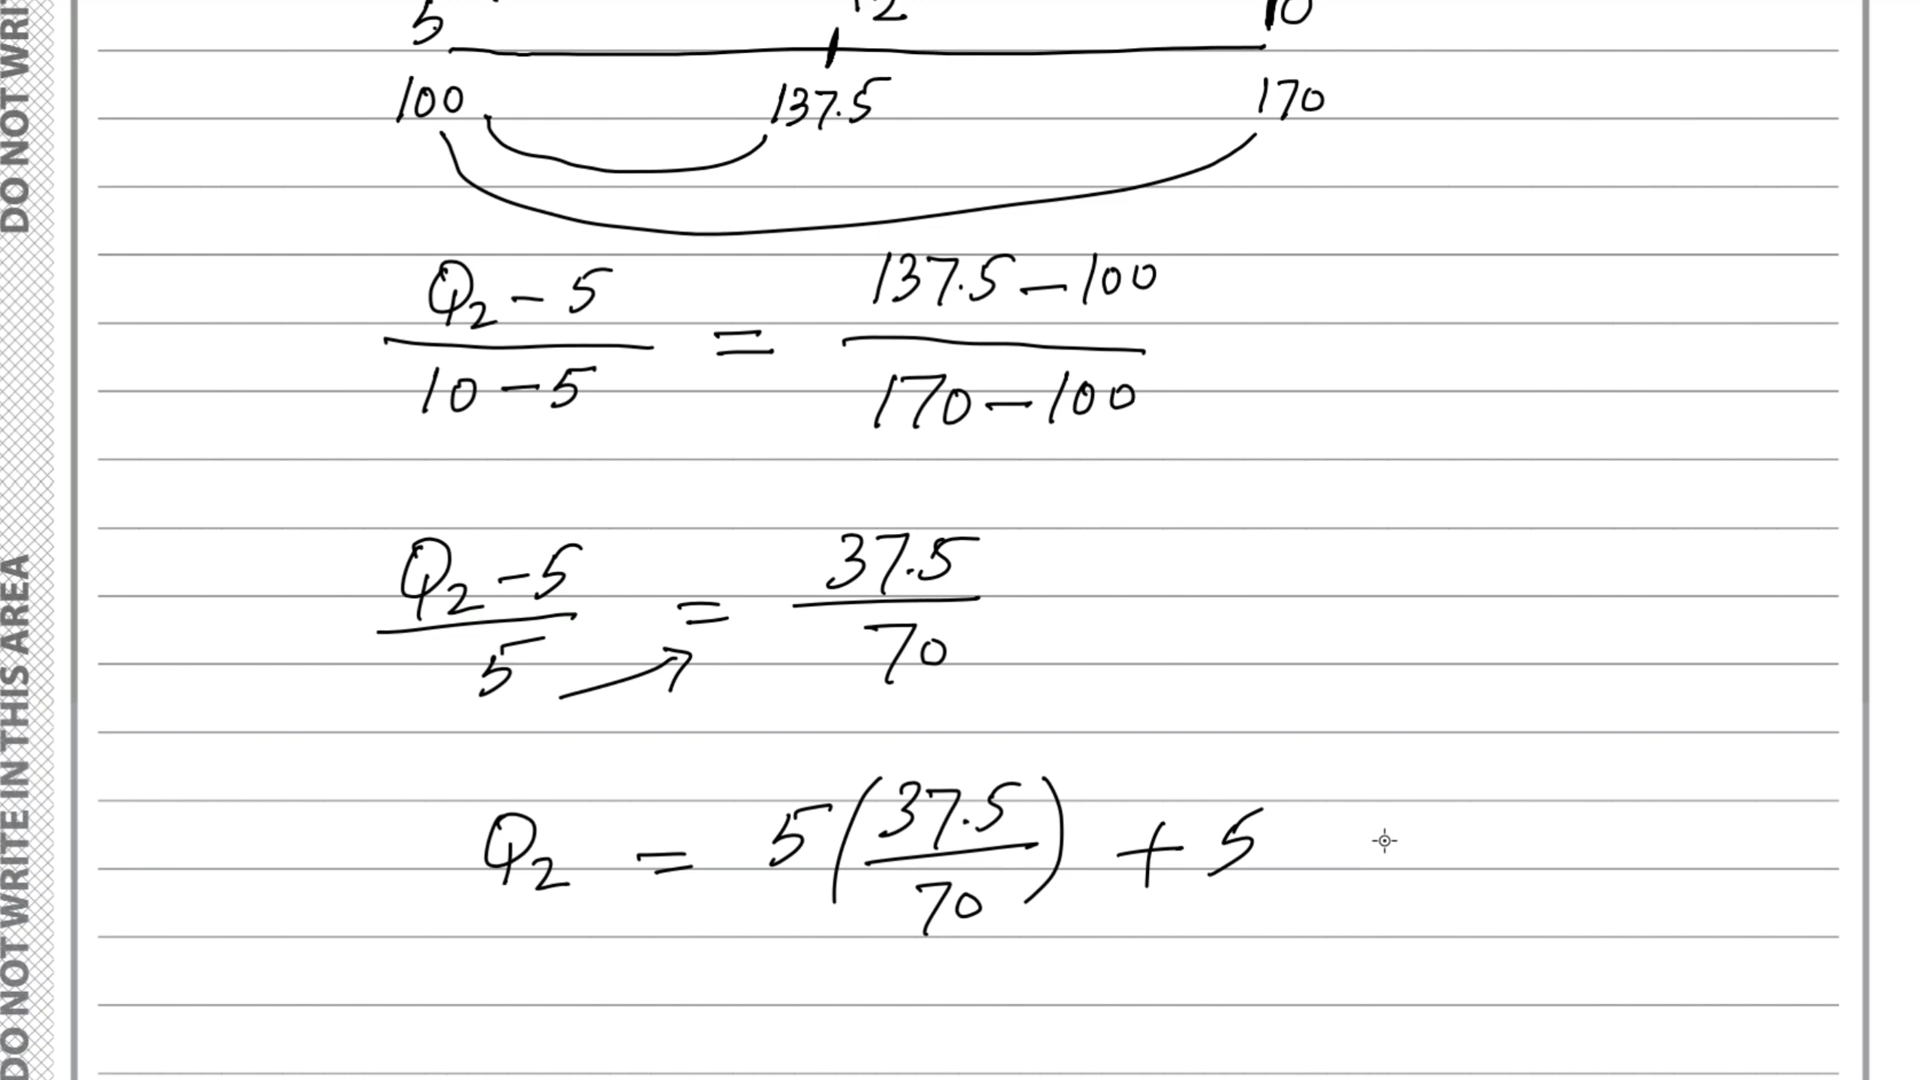 5 Q2 10
100 137.5 170
Q2 - 5 = 137.5 - 100
10 - 5 170 - 100
Q2 - 5 = 37.5
5 70
Q2 = 5 ( 37.5 ) + 5
70
DO NOT WRI
DO NOT WRITE IN THIS AREA